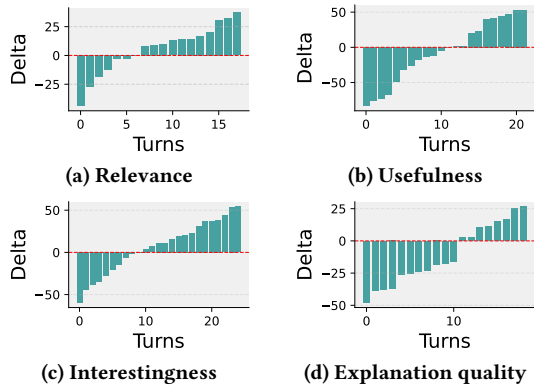 25
0
−25
Delta
0 5 10 15
Turns
(a) Relevance
50
0
−50
Delta
0 10 20
Turns
(b) Usefulness
50
0
−50
Delta
0 10 20
Turns
(c) Interestingness
25
0
−25
−50
Delta
0 10
Turns
(d) Explanation quality